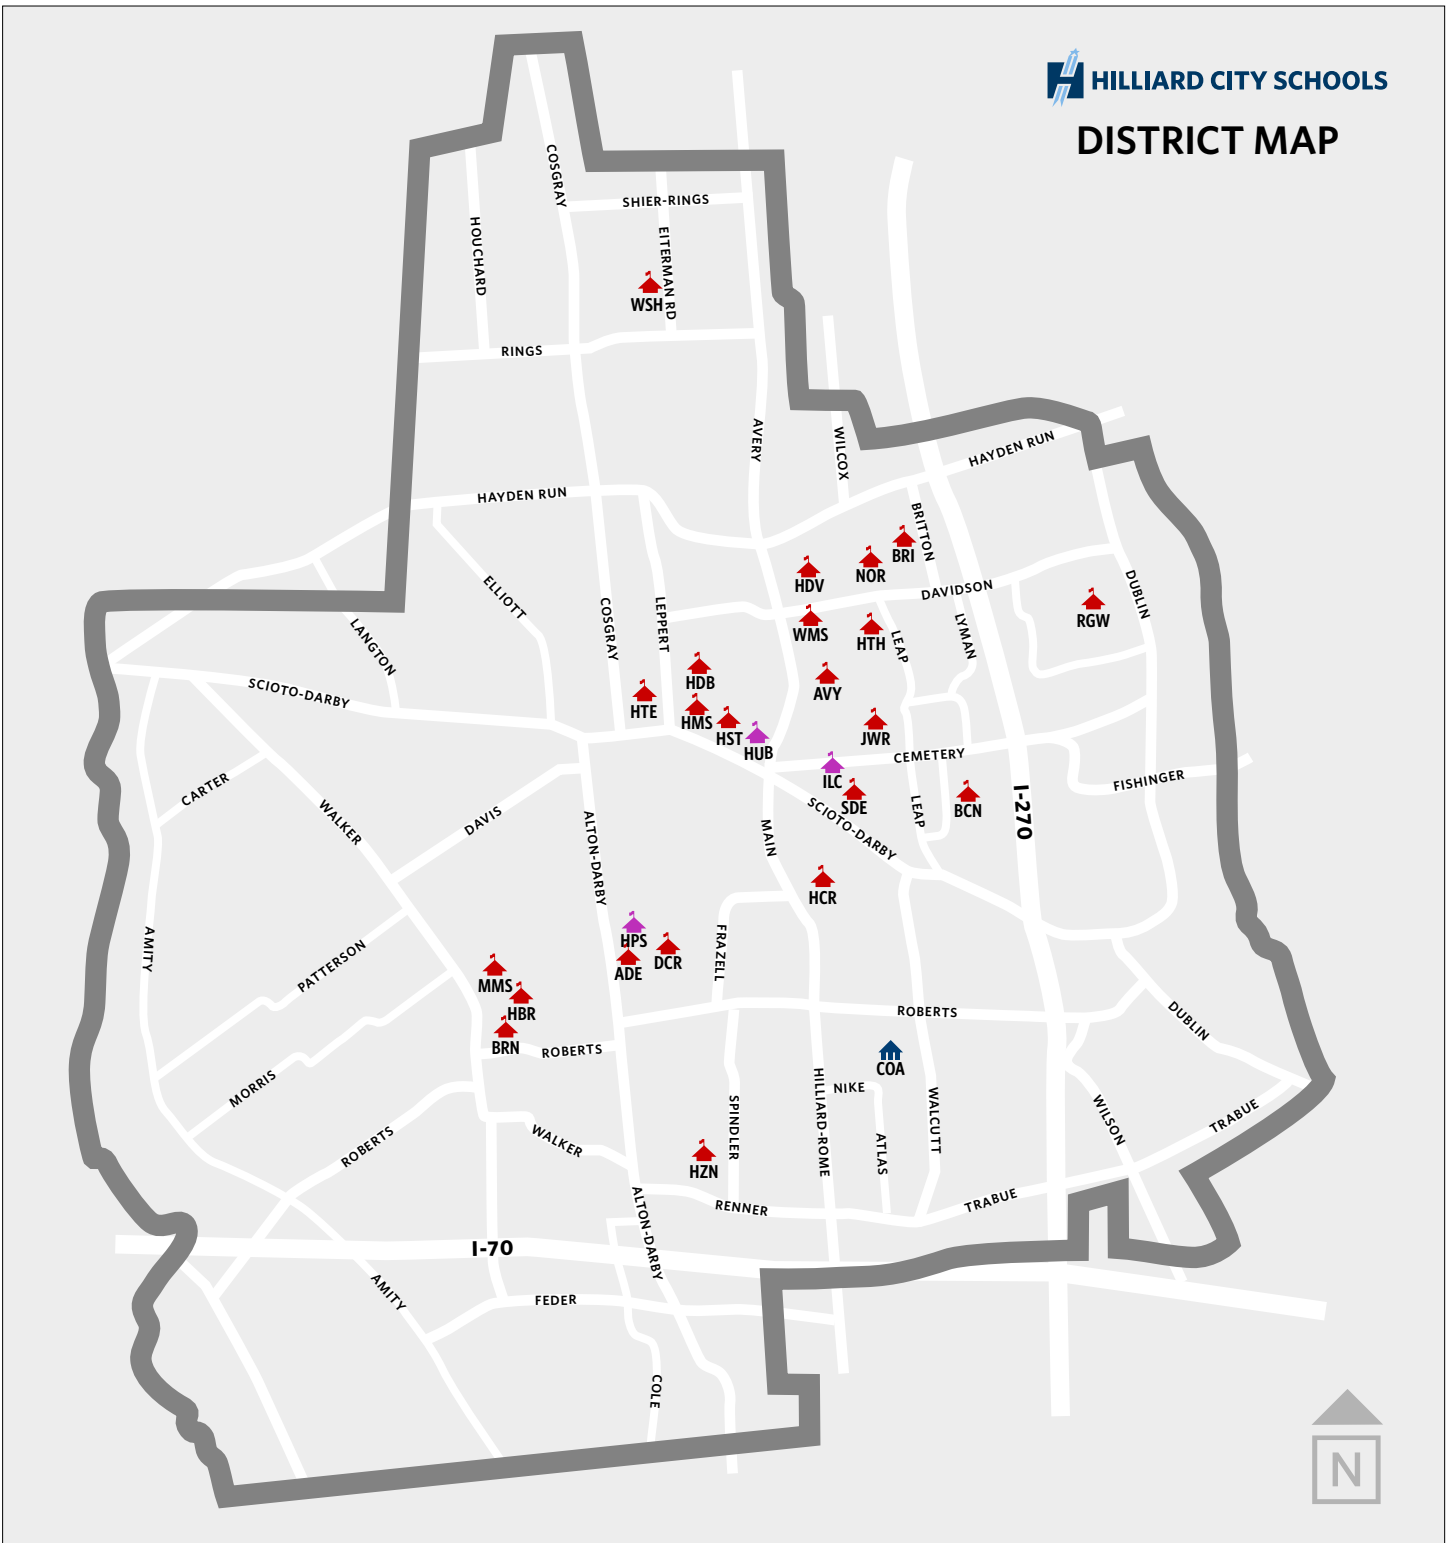 HILLIARD CITY SCHOOLS
DISTRICT MAP
COSGRAY
SHIER-RINGS
HOUCHARD
EITERMAN RD
WSH
RINGS
AVERY
WILCOX
HAYDEN RUN
HAYDEN RUN
BRITTON
BRI
NOR
HDV
ELLIOTT
DAVIDSON
DUBLIN
COSGRAY
LEPPERT
RGW
WMS
HTH
LEAP
LYMAN
LANGTON
HDB
AVY
SCIOTO-DARBY
HTE
HMS
HST
HUB
JWR
CEMETERY
ILC
SDE
BCN
FISHINGER
I-270
CARTER
WALKER
DAVIS
ALTON-DARBY
MAIN
SCIOTO-DARBY
LEAP
HCR
AMITY
PATTERSON
HPS
ADE
DCR
FRAZELL
MMS
HBR
BRN
ROBERTS
ROBERTS
DUBLIN
MORRIS
COA
NIKE
HILLIARD-ROME
SPINDLER
ATLAS
WALCUTT
WILSON
TRABUE
ROBERTS
WALKER
HZN
RENNER
TRABUE
ALTON-DARBY
I-70
AMITY
FEDER
COLE
N